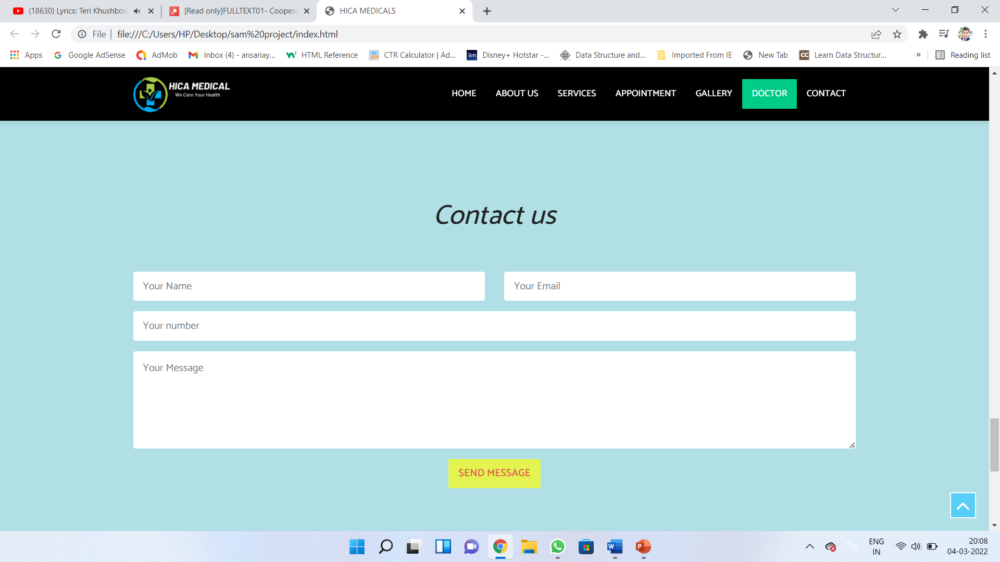 (18630) Lyrics: Teri Khushboo
[Read only]FULLTEXT01- Coopera
HICA MEDICALS
File
file:///C:/Users/HP/Desktop/sam%20project/index.html
Apps
Google AdSense
AdMob
Inbox (4) - ansariay...
HTML Reference
CTR Calculator | Ad...
Disney+ Hotstar -...
Data Structure and...
Imported From IE
New Tab
Learn Data Structur...
»
Reading list
HICA MEDICAL
We Care Your Health
HOME
ABOUT US
SERVICES
APPOINTMENT
GALLERY
DOCTOR
CONTACT
Contact us
Your Name
Your Email
Your number
Your Message
SEND MESSAGE
ENG
IN
20:08
04-03-2022